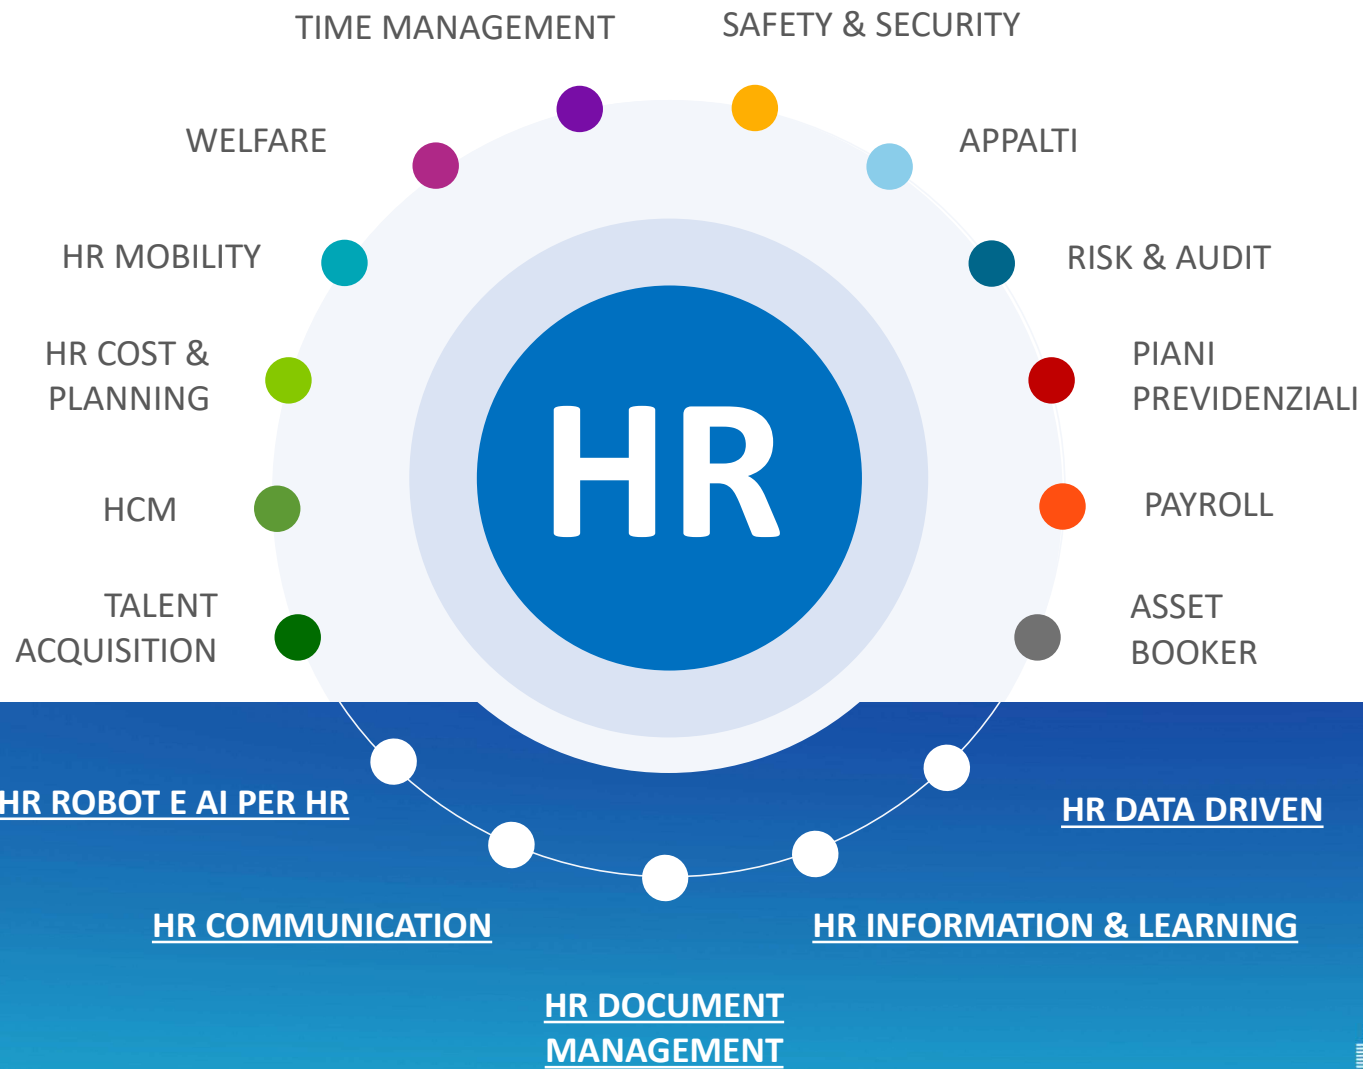 TIME MANAGEMENT
SAFETY & SECURITY
WELFARE
APPALTI
HR MOBILITY
RISK & AUDIT
HR COST &
PLANNING
PIANI
PREVIDENZIALI
HR
HCM
PAYROLL
TALENT
ACQUISITION
ASSET
BOOKER
HR ROBOT E AI PER HR
HR DATA DRIVEN
HR COMMUNICATION
HR INFORMATION & LEARNING
HR DOCUMENT
MANAGEMENT